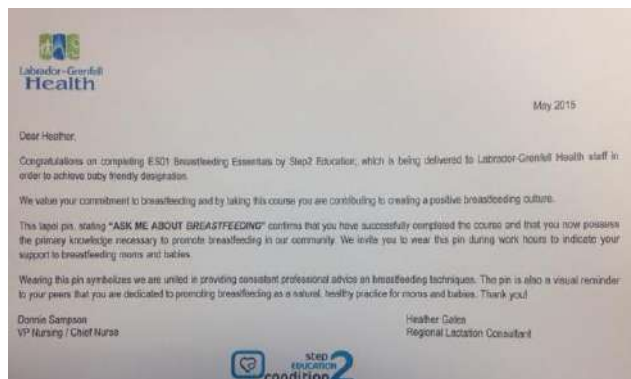 Labrador-Grenfell
Health
May 2015
Dear Heather,
Congratulations on completing ES01 Breastfeeding Essentials by Step2 Education, which is being delivered to Labrador-Grenfell Health staff in
order to achieve baby friendly designation.
We value your commitment to breastfeeding and by taking this course you are contributing to creating a positive breastfeeding culture.
This lapel pin, stating "ASK ME ABOUT BREASTFEEDING" confirms that you have successfully completed the course and that you now possess
the primary knowledge necessary to promote breastfeeding in our community. We invite you to wear this pin during work hours to indicate your
support to breastfeeding moms and babies.
Wearing this pin symbolizes we are united in providing consistent professional advice on breastfeeding techniques. The pin is also a visual reminder
to your peers that you are dedicated to promoting breastfeeding as a natural, healthy practice for moms and babies. Thank you!
Donnie Sampson
VP Nursing / Chief Nurse
Heather Gates
Regional Lactation Consultant
step
EDUCATION 2
condition